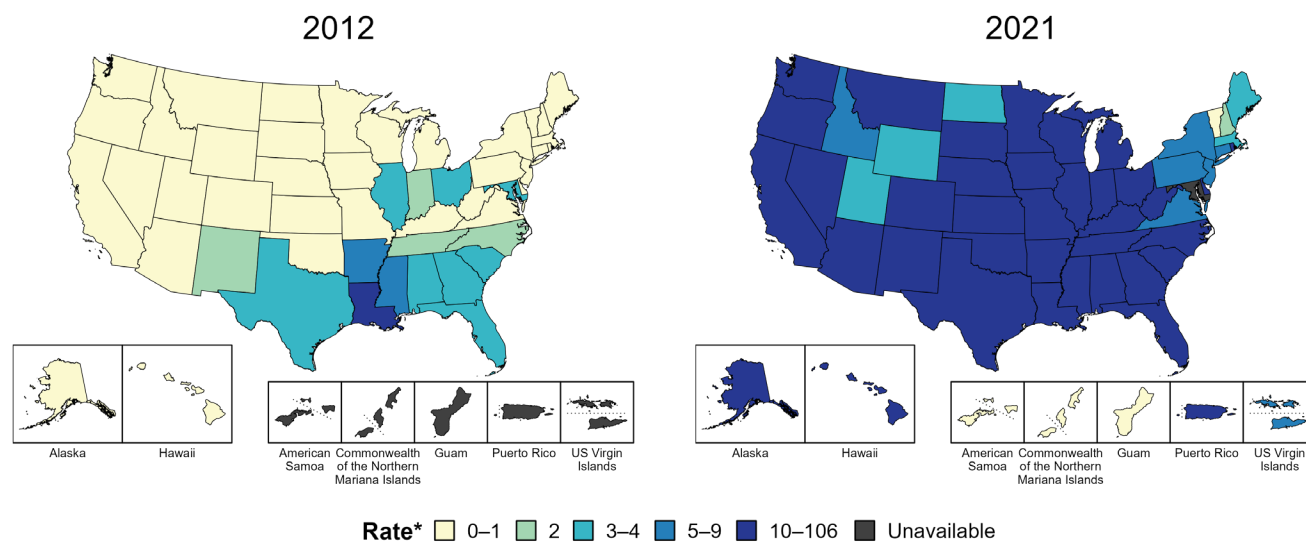 2012
2021
Alaska
Hawaii
American
Samoa
Commonwealth
of the Northern
Mariana Islands
Guam
Puerto Rico
US Virgin
Islands
Alaska
Hawaii
American
Samoa
Commonwealth
of the Northern
Mariana Islands
Guam
Puerto Rico
US Virgin
Islands
Rate* 0–1 2 3–4 5–9 10–106 Unavailable